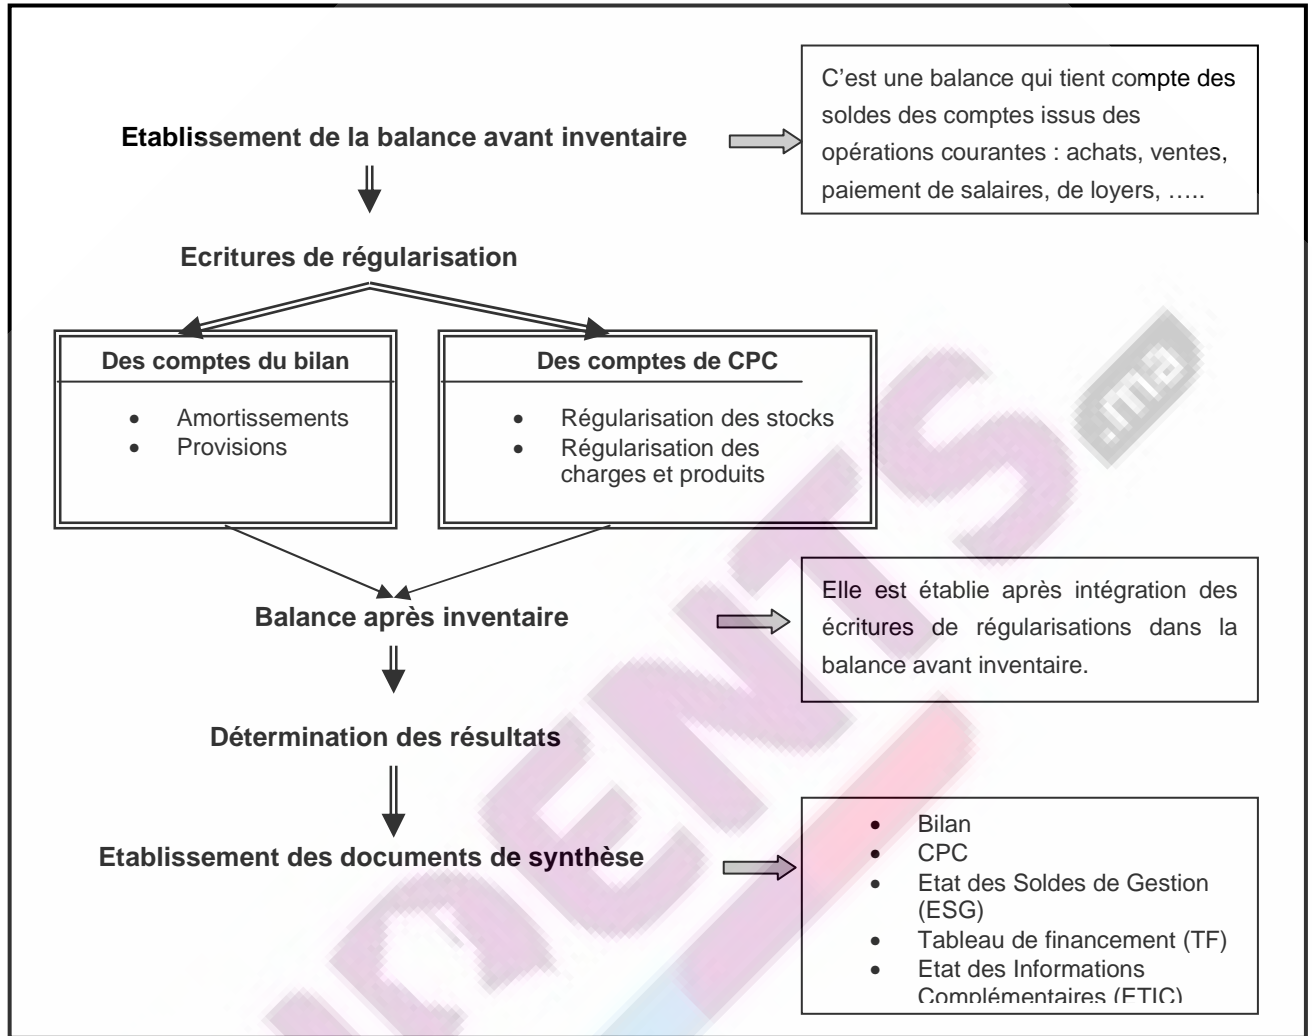 C’est une balance qui tient compte des
soldes des comptes issus des
opérations courantes : achats, ventes,
paiement de salaires, de loyers, …..
Etablissement de la balance avant inventaire
Ecritures de régularisation
Des comptes du bilan
• Amortissements
• Provisions
Des comptes de CPC
• Régularisation des stocks
• Régularisation des
charges et produits
Balance après inventaire
Elle est établie après intégration des
écritures de régularisations dans la
balance avant inventaire.
Détermination des résultats
Etablissement des documents de synthèse
• Bilan
• CPC
• Etat des Soldes de Gestion
(ESG)
• Tableau de financement (TF)
• Etat des Informations
Complémentaires (ETIC)
ENTS
.ma